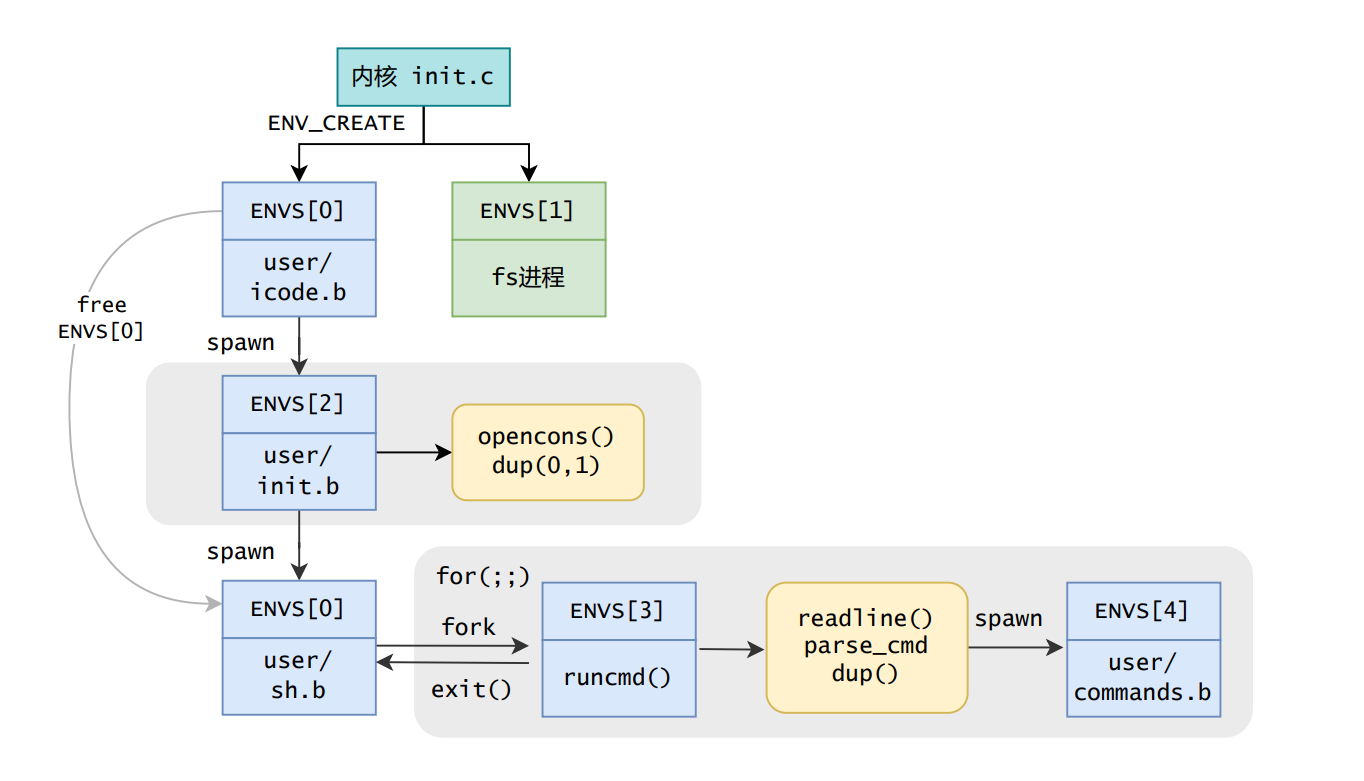 内核 init.c
ENV_CREATE
ENVS[0]
ENVS[1]
user/
icode.b
fs进程
free
ENVS[0]
spawn
ENVS[2]
user/
init.b
opencons()
dup(0,1)
spawn
for(;;)
ENVS[0]
user/
sh.b
fork
exit()
ENVS[3]
runcmd()
readline()
parse_cmd
dup()
spawn
ENVS[4]
user/
commands.b